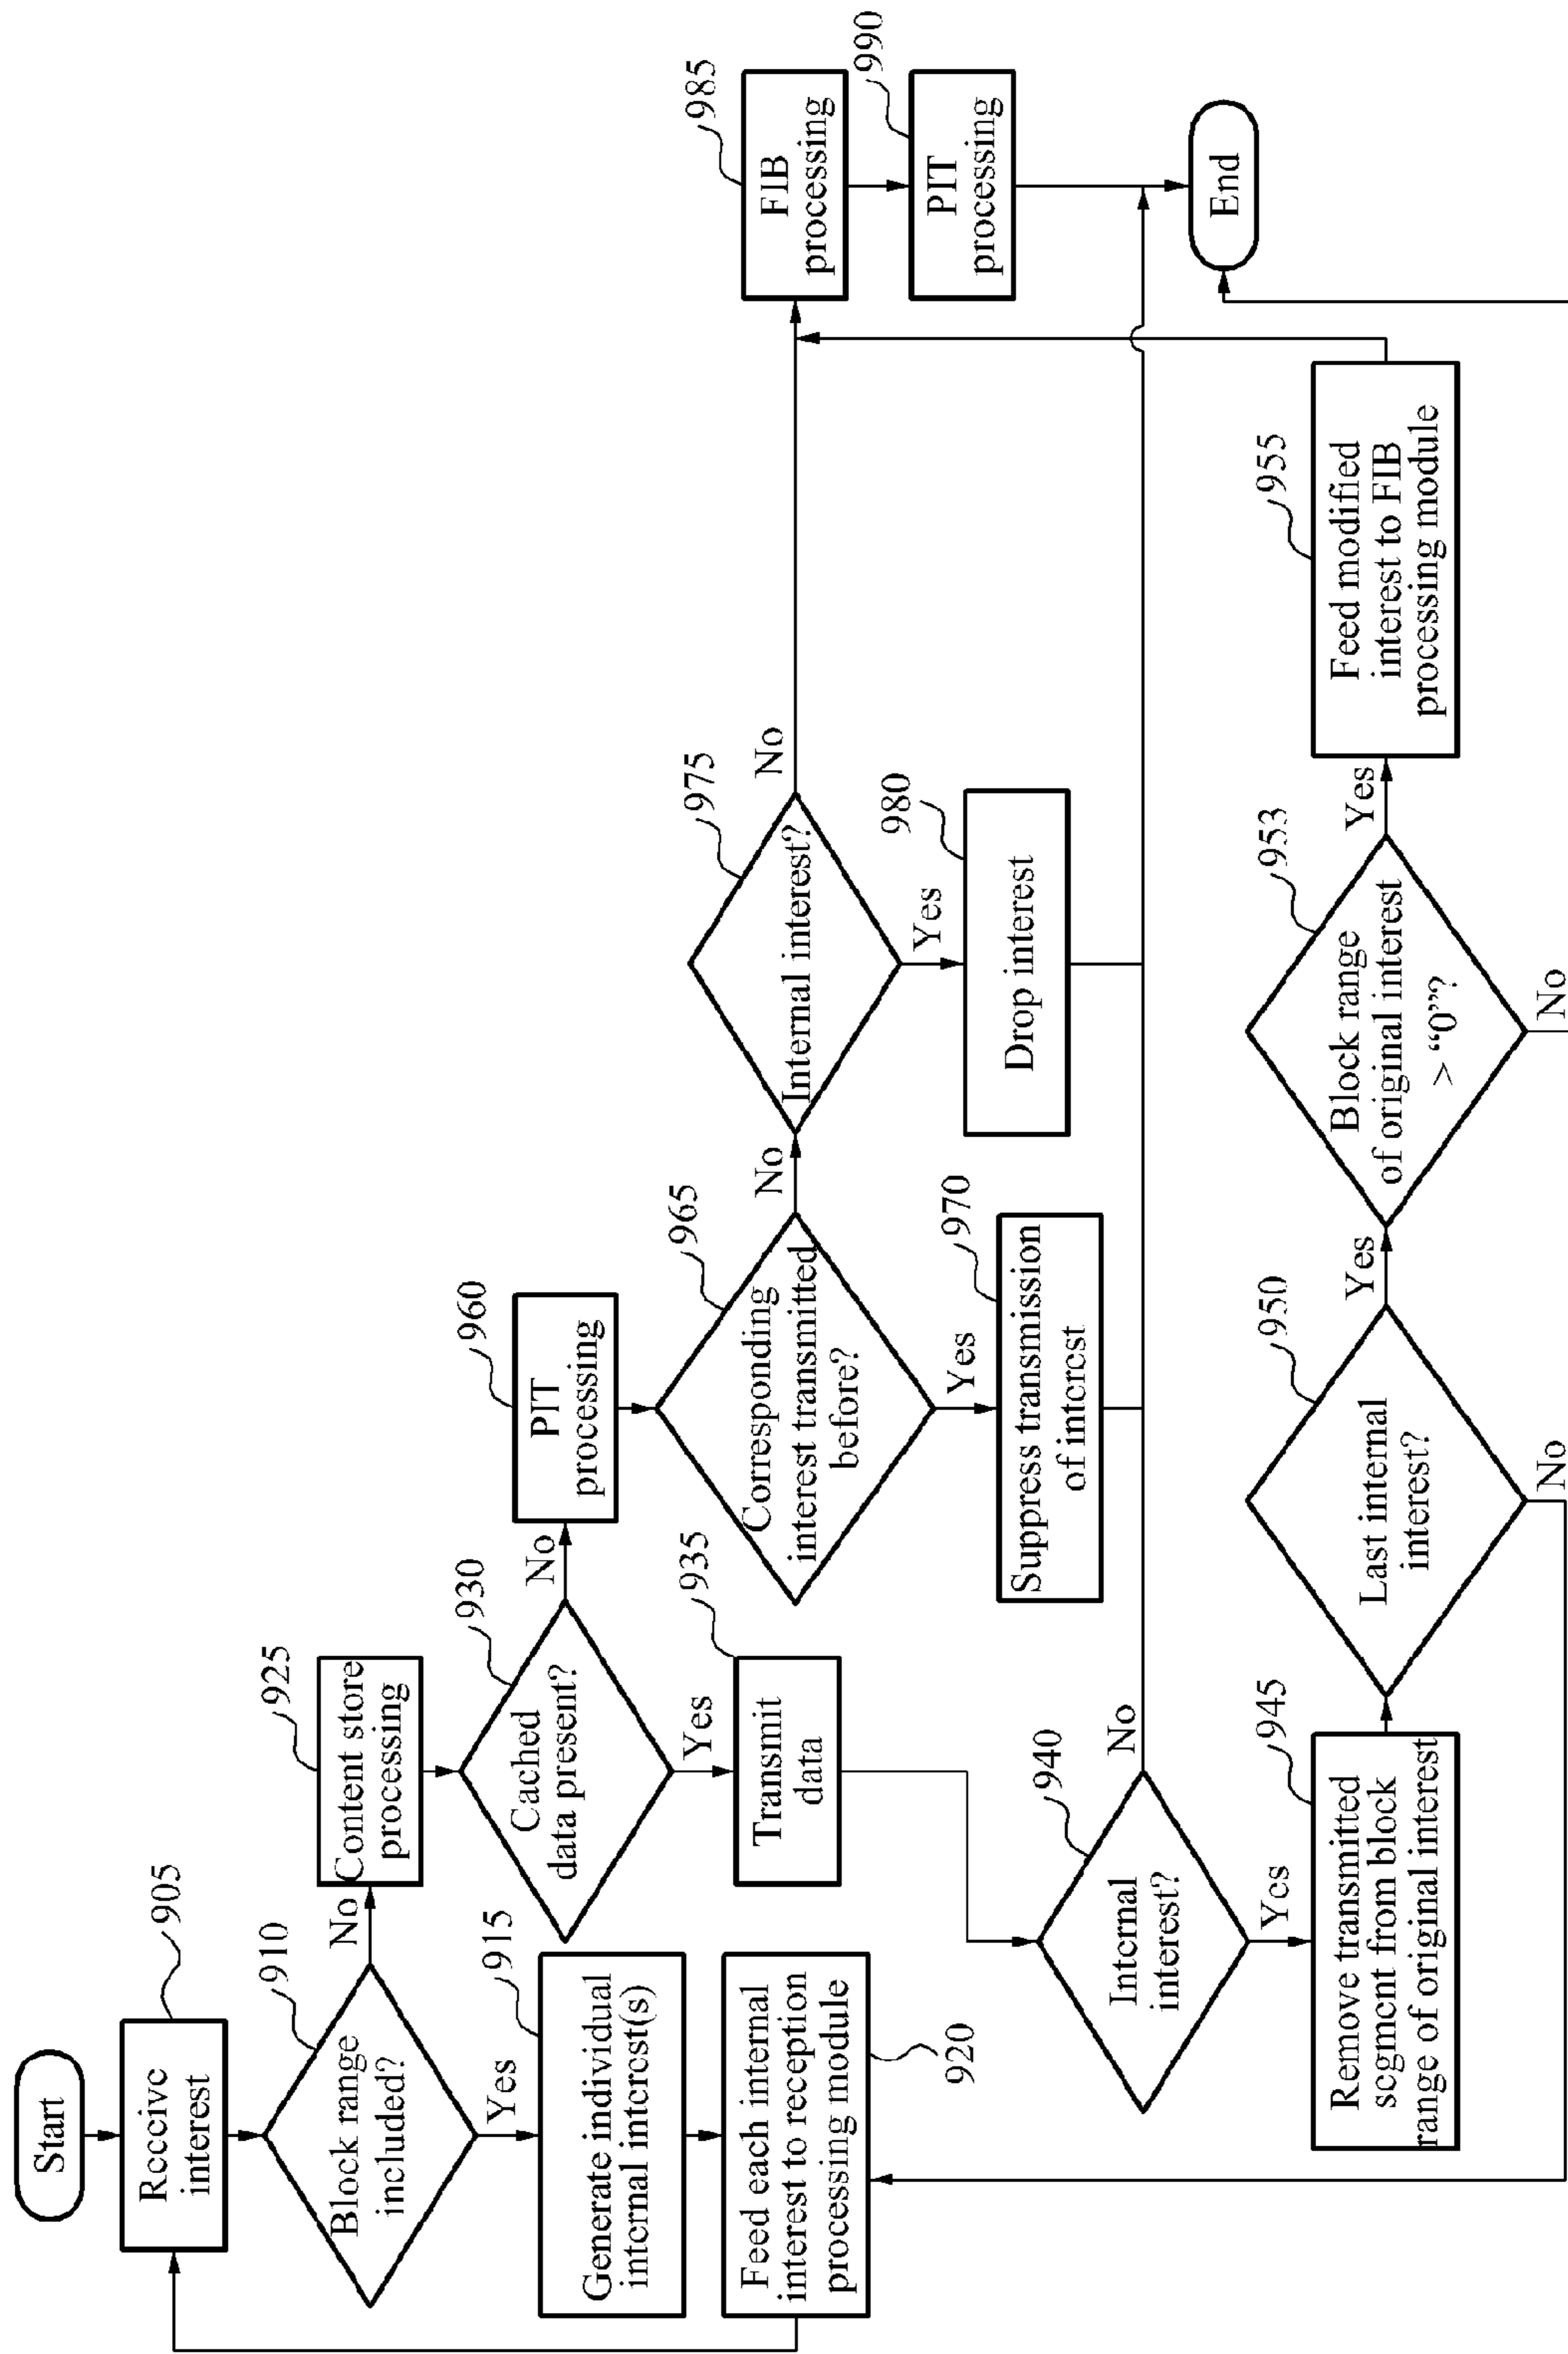 Start
905
Receive
interest
910
Block range
included?
No
Yes
915
Generate individual
internal interest(s)
920
Feed each internal
interest to reception
processing module
925
Content store
processing
930
Cached
data present?
No
Yes
935
Transmit
data
940
Internal
interest?
No
Yes
945
Remove transmitted
segment from block
range of original interest
950
Last internal
interest?
Yes
No
953
Block range
of original interest
> “0”?
Yes
No
955
Feed modified
interest to FIB
processing module
960
PIT
processing
965
Corresponding
interest transmitted
before?
No
Yes
970
Suppress transmission
of interest
975
Internal interest?
No
Yes
980
Drop interest
985
FIB
processing
990
PIT
processing
End